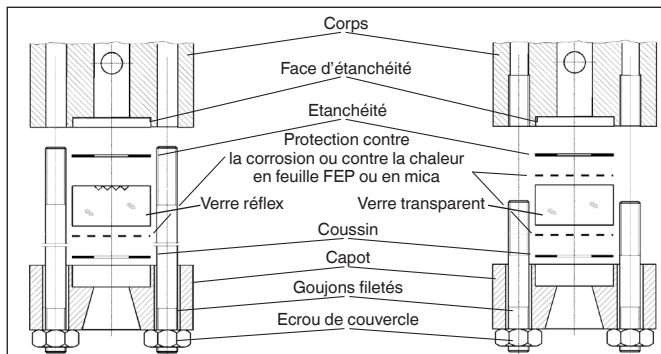 Corps
Face d'étanchéité
Etanchéité
Protection contre
la corrosion ou contre la chaleur
en feuille FEP ou en mica
Verre réflex
Verre transparent
Coussin
Capot
Goujons filetés
Ecrou de couvercle